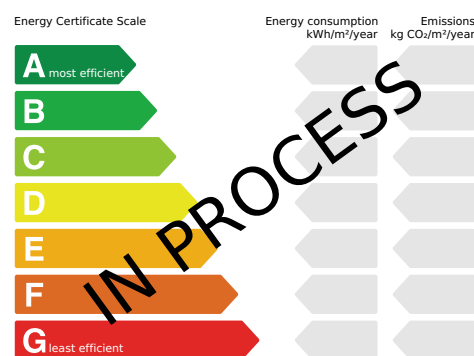 Energy Certificate Scale
Energy consumption
kWh/m²/year
Emissions
kg CO₂/m²/year
A most efficient
B
C
D
E
F
G least efficient
IN PROCESS